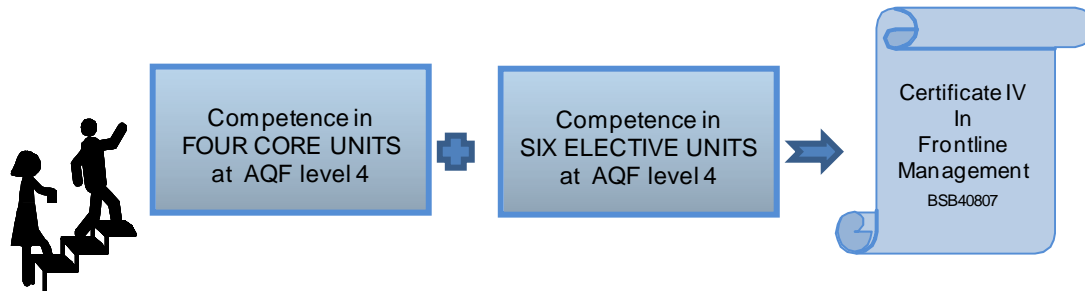 Competence in
FOUR CORE UNITS
at AQF level 4
Competence in
SIX ELECTIVE UNITS
at AQF level 4
Certificate IV
In
Frontline
Management
BSB40807